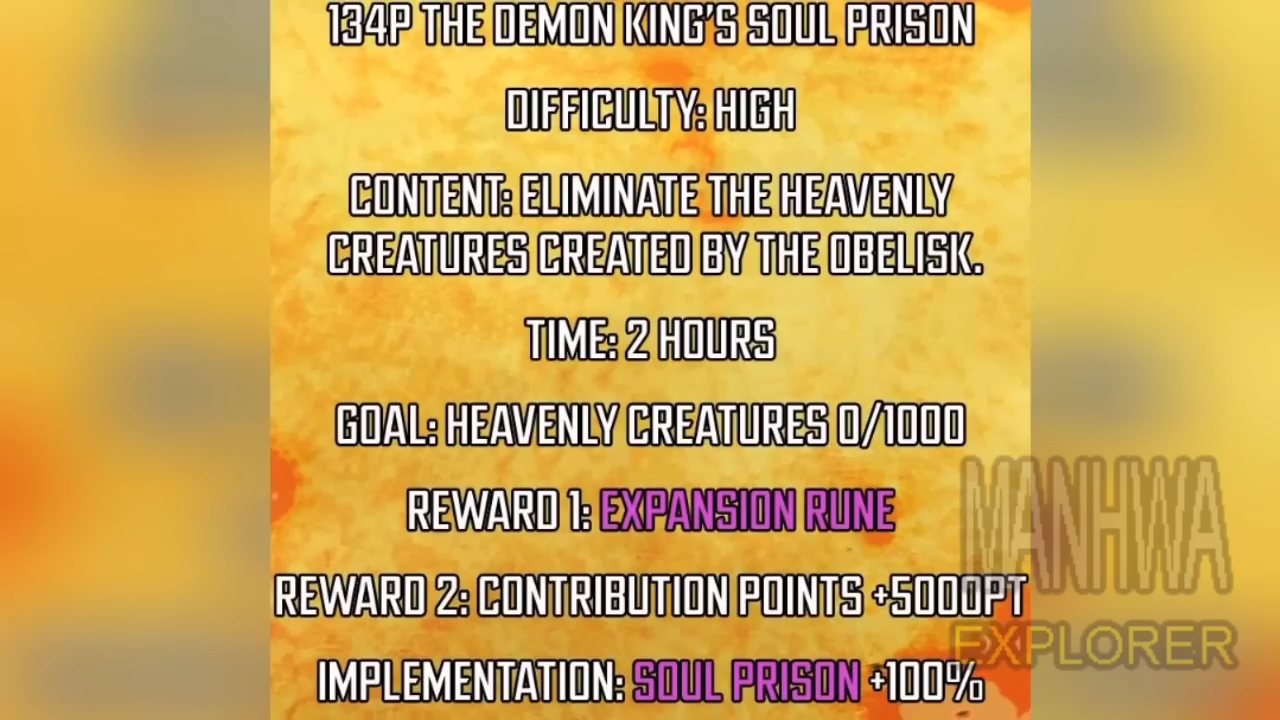 134P THE DEMON KING'S SOUL PRISON
DIFFICULTY: HIGH
CONTENT: ELIMINATE THE HEAVENLY
CREATURES CREATED BY THE OBELISK.
TIME: 2 HOURS
GOAL: HEAVENLY CREATURES 0/1000
REWARD 1: EXPANSION RUNE
REWARD 2: CONTRIBUTION POINTS +5000PT
IMPLEMENTATION: SOUL PRISON +100%
MANHWA
EXPLORER